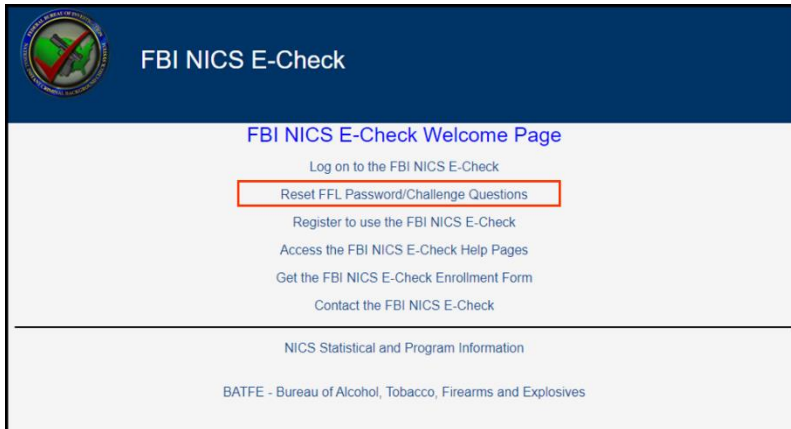 FBI NICS E-Check
FBI NICS E-Check Welcome Page
Log on to the FBI NICS E-Check
Reset FFL Password/Challenge Questions
Register to use the FBI NICS E-Check
Access the FBI NICS E-Check Help Pages
Get the FBI NICS E-Check Enrollment Form
Contact the FBI NICS E-Check
NICS Statistical and Program Information
BATFE - Bureau of Alcohol, Tobacco, Firearms and Explosives